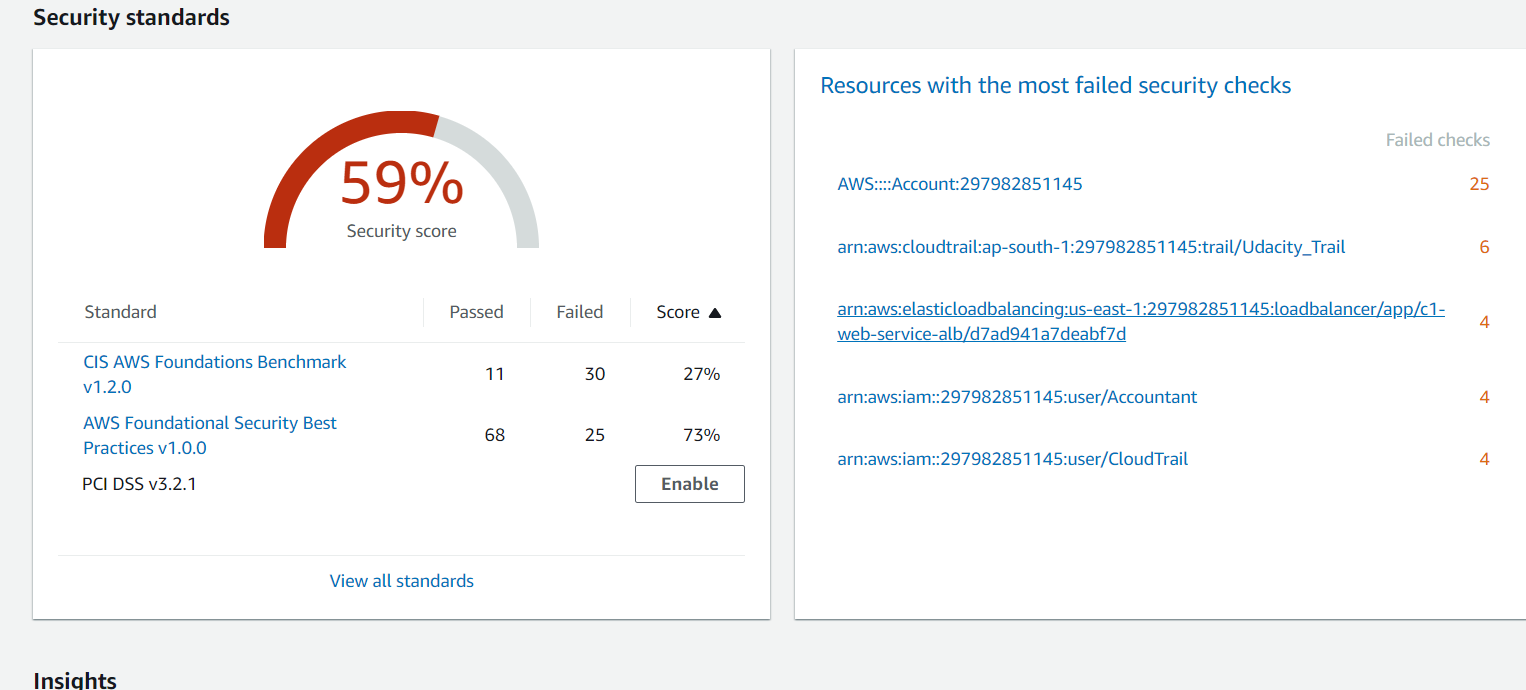 Security standards
59%
Security score
Standard Passed Failed Score ▲
CIS AWS Foundations Benchmark
v1.2.0
11 30 27%
AWS Foundational Security Best
Practices v1.0.0
68 25 73%
PCI DSS v3.2.1 Enable
View all standards
Resources with the most failed security checks
Failed checks
AWS::::Account:297982851145 25
arn:aws:cloudtrail:ap-south-1:297982851145:trail/Udacity_Trail 6
arn:aws:elasticloadbalancing:us-east-1:297982851145:loadbalancer/app/c1-
web-service-alb/d7ad941a7deabf7d
4
arn:aws:iam::297982851145:user/Accountant 4
arn:aws:iam::297982851145:user/CloudTrail 4
Insights